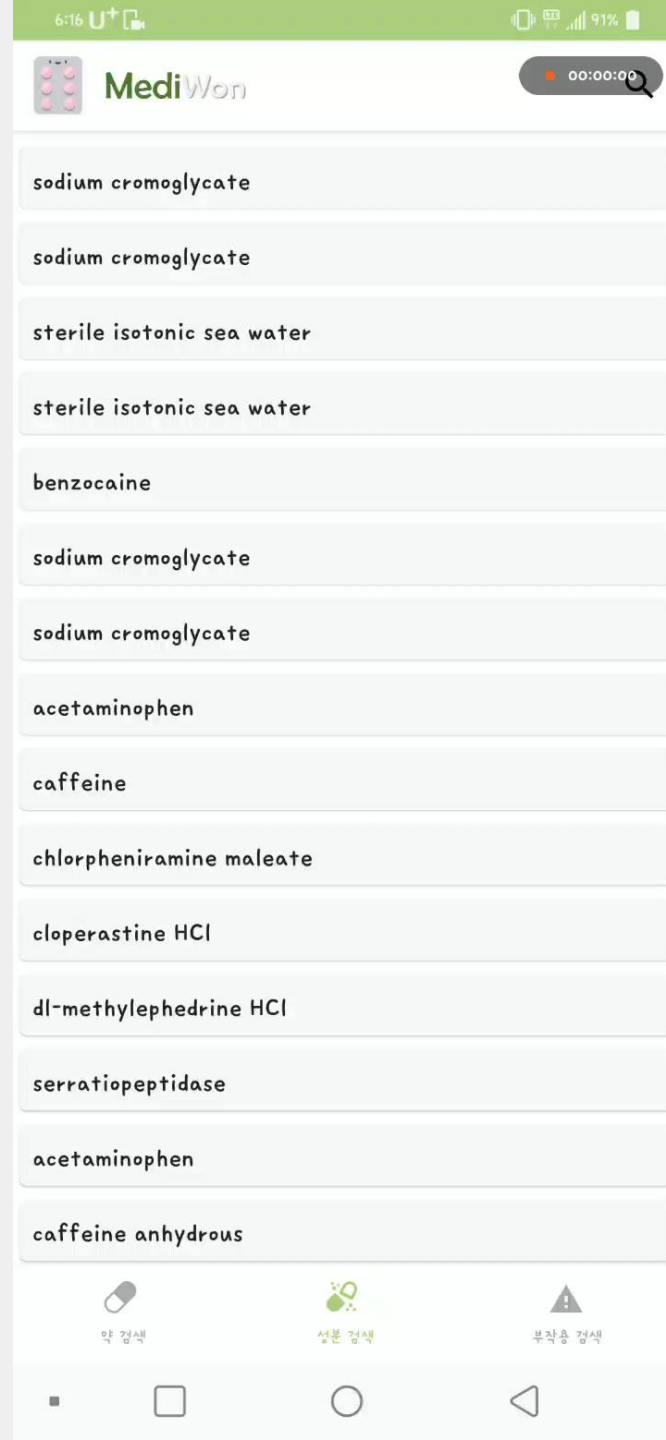 6:16 U+ 91%
MediWon
00:00:00
sodium cromoglycate
sodium cromoglycate
sterile isotonic sea water
sterile isotonic sea water
benzocaine
sodium cromoglycate
sodium cromoglycate
acetaminophen
caffeine
chlorpheniramine maleate
cloperastine HCl
dl-methylephedrine HCl
serratiopeptidase
acetaminophen
caffeine anhydrous
약 검색 성분 검색 부작용 검색